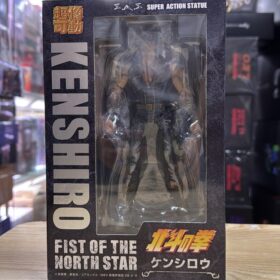 S.A.S SUPER ACTION STATUE
超像可動
KENSHIRO
FIST OF THE
NORTH STAR
北斗の拳
ケンシロウ